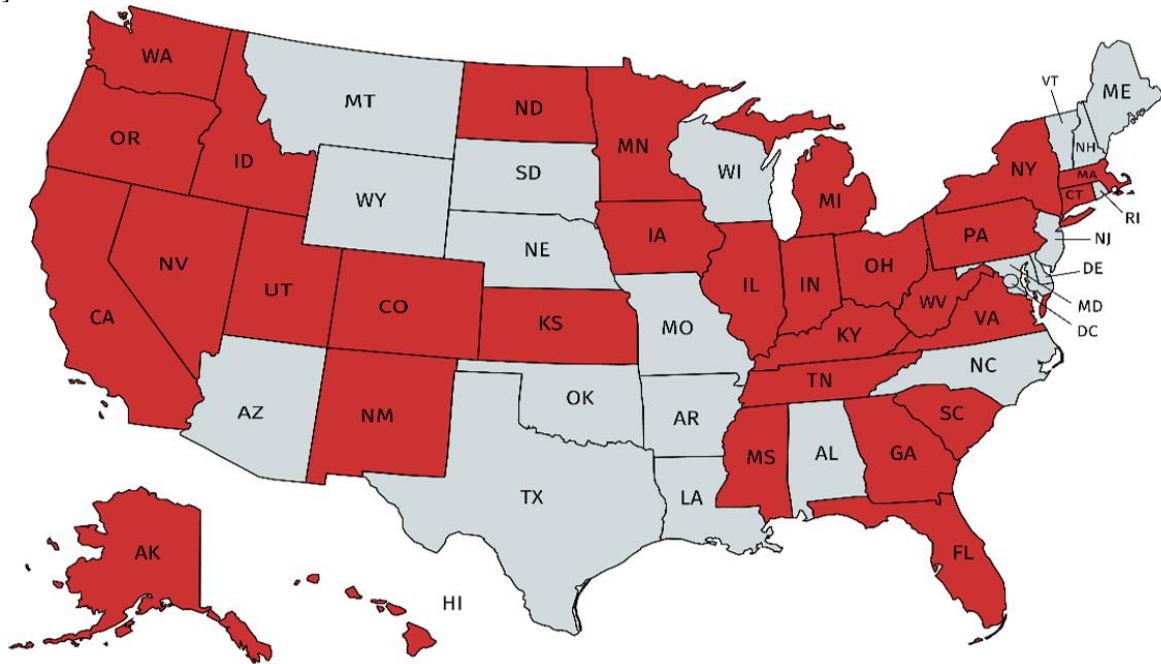 ]
WA
MT
ND
MN
VT
ME
OR
ID
SD
WI
NH
NY
MA
WY
MI
CT
RI
IA
PA
NE
NJ
NV
UT
IL
IN
OH
DE
CO
WV
CA
KS
MO
KY
VA
MD
DC
TN
NC
AZ
NM
OK
AR
SC
MS
AL
GA
TX
LA
AK
FL
HI